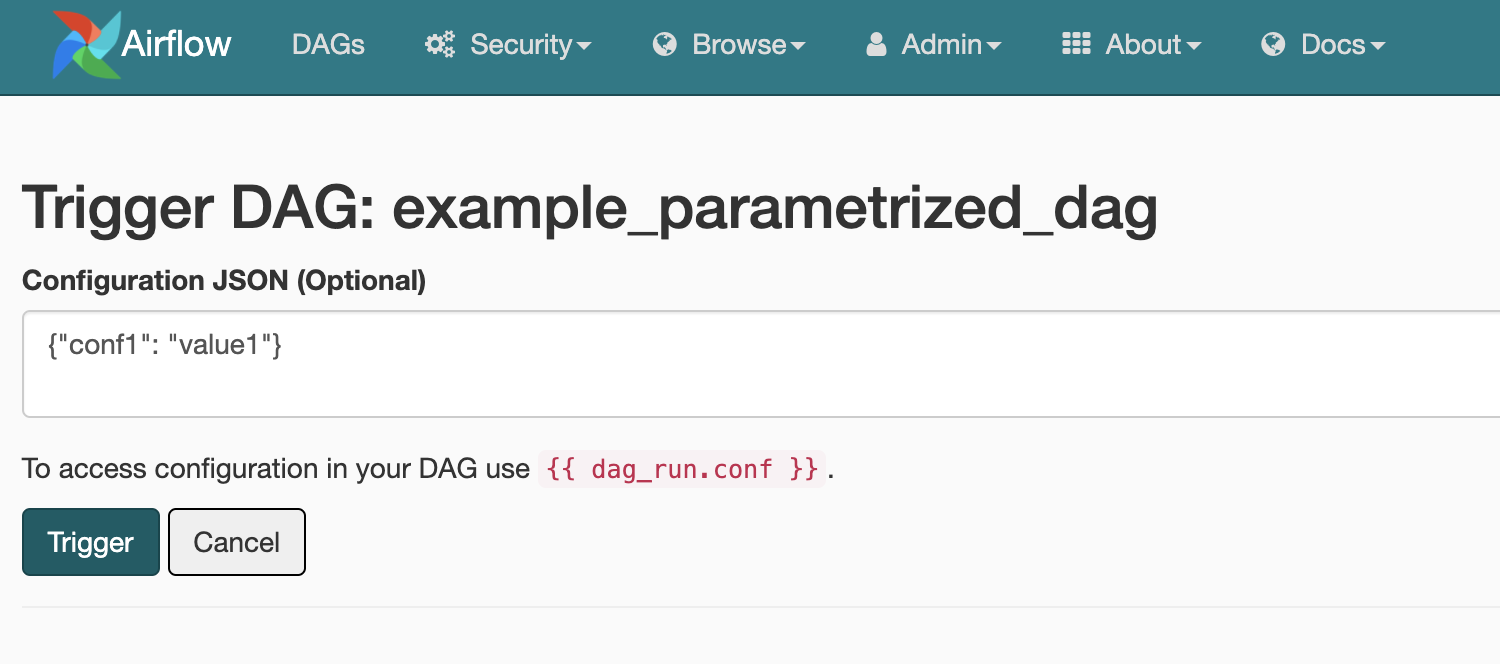 Airflow DAGs Security Browse Admin About Docs
Trigger DAG: example_parametrized_dag
Configuration JSON (Optional)
{"conf1": "value1"}
To access configuration in your DAG use {{ dag_run.conf }}.
Trigger Cancel